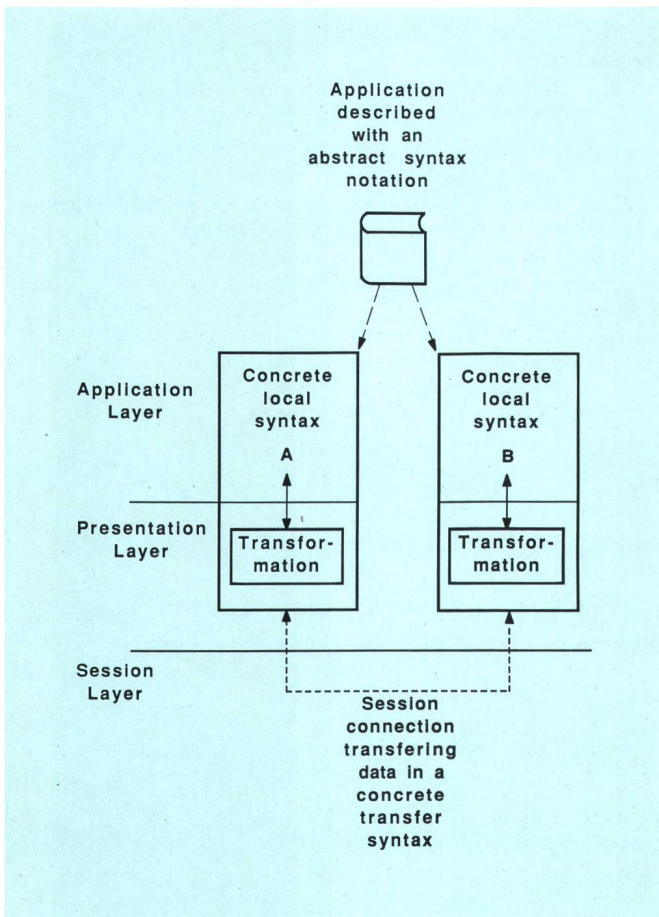 Application
described
with an
abstract syntax
notation
Application
Layer
Concrete
local
syntax
A
Concrete
local
syntax
B
Presentation
Layer
Transfor-
mation
Transfor-
mation
Session
Layer
Session
connection
transfering
data in a
concrete
transfer
syntax